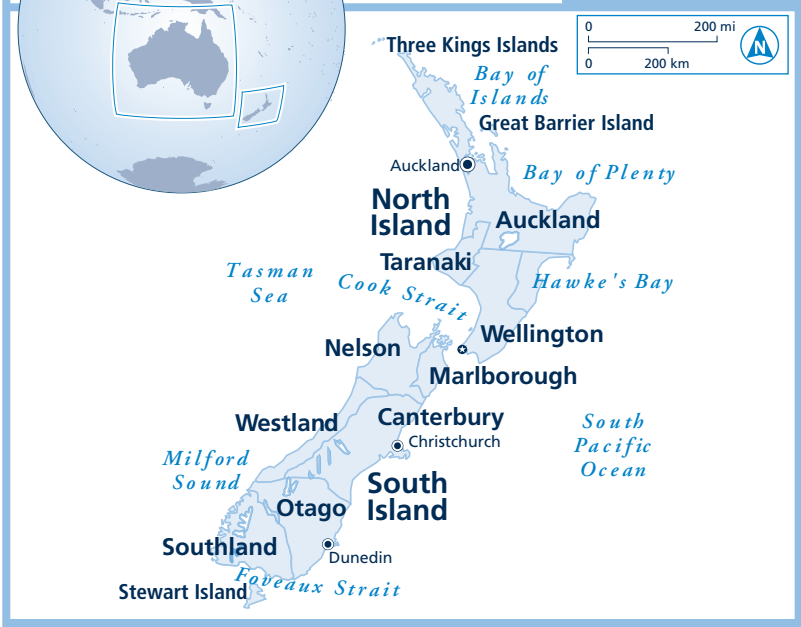 0 200 mi
N
0 200 km
Three Kings Islands
Bay of
Islands
Great Barrier Island
Auckland
Bay of Plenty
North
Island
Auckland
Taranaki
Tasman
Sea
Cook Strait
Hawke's Bay
Wellington
Nelson
Marlborough
Westland
Canterbury
Christchurch
South
Pacific
Ocean
Milford
Sound
South
Island
Otago
Southland
Dunedin
Foveaux Strait
Stewart Island